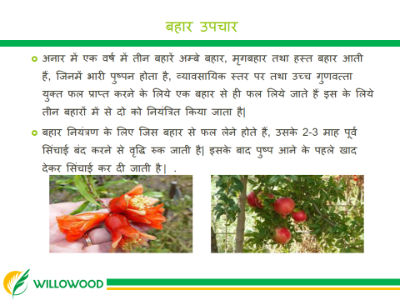 बहार उपचार
अनार में एक वर्ष में तीन बहारें अम्बे बहार, मृगबहार तथा हस्त बहार आती
हैं, जिनमें भारी पुष्पन होता है, व्यावसायिक स्तर पर तथा उच्च गुणवत्ता
युक्त फल प्राप्त करने के लिये एक बहार से ही फल लिये जाते हैं इस के लिये
तीन बहारों में से दो को नियंत्रित किया जाता है|
बहार नियंत्रण के लिए जिस बहार से फल लेने होते हैं, उसके 2-3 माह पूर्व
सिंचाई बंद करने से वृद्धि रुक जाती है| इसके बाद पुष्प आने के पहले खाद
देकर सिंचाई कर दी जाती है| .
WILLOWOOD